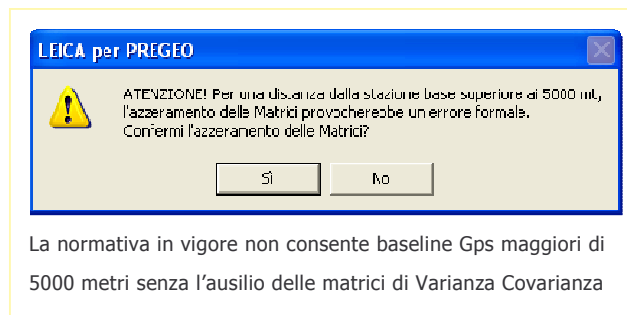 LEICA per PREGEO
ATENZIONE! Per una distanza dalla stazione base superiore ai 5000 mt,
l'azzeramento delle Matrici provocherebbe un errore formale.
Confermi l'azzeramento delle Matrici?
Sì
No
La normativa in vigore non consente baseline Gps maggiori di
5000 metri senza l'ausilio delle matrici di Varianza Covarianza